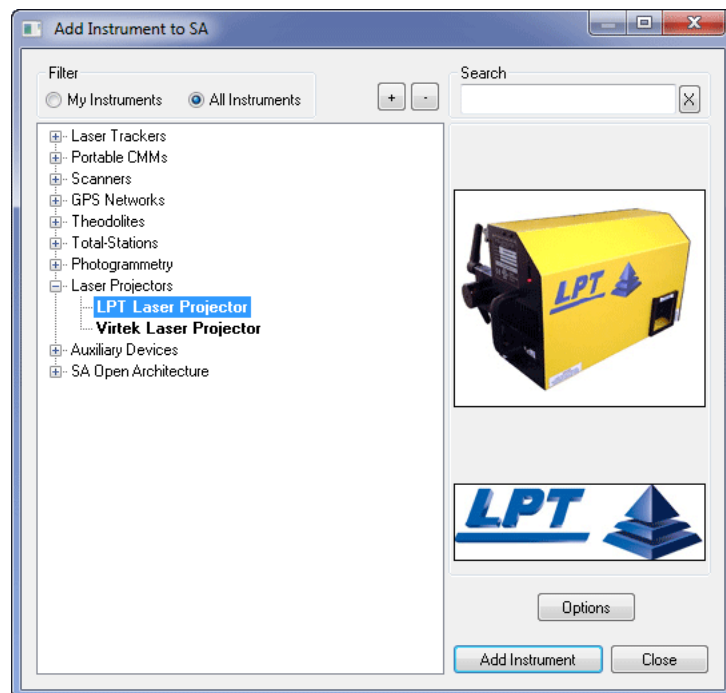 Add Instrument to SA
Filter
My Instruments
All Instruments
+
-
Search
X
Laser Trackers
Portable CMMs
Scanners
GPS Networks
Theodolites
Total-Stations
Photogrammetry
Laser Projectors
LPT Laser Projector
Virtek Laser Projector
Auxiliary Devices
SA Open Architecture
LPT
LPT
Options
Add Instrument
Close